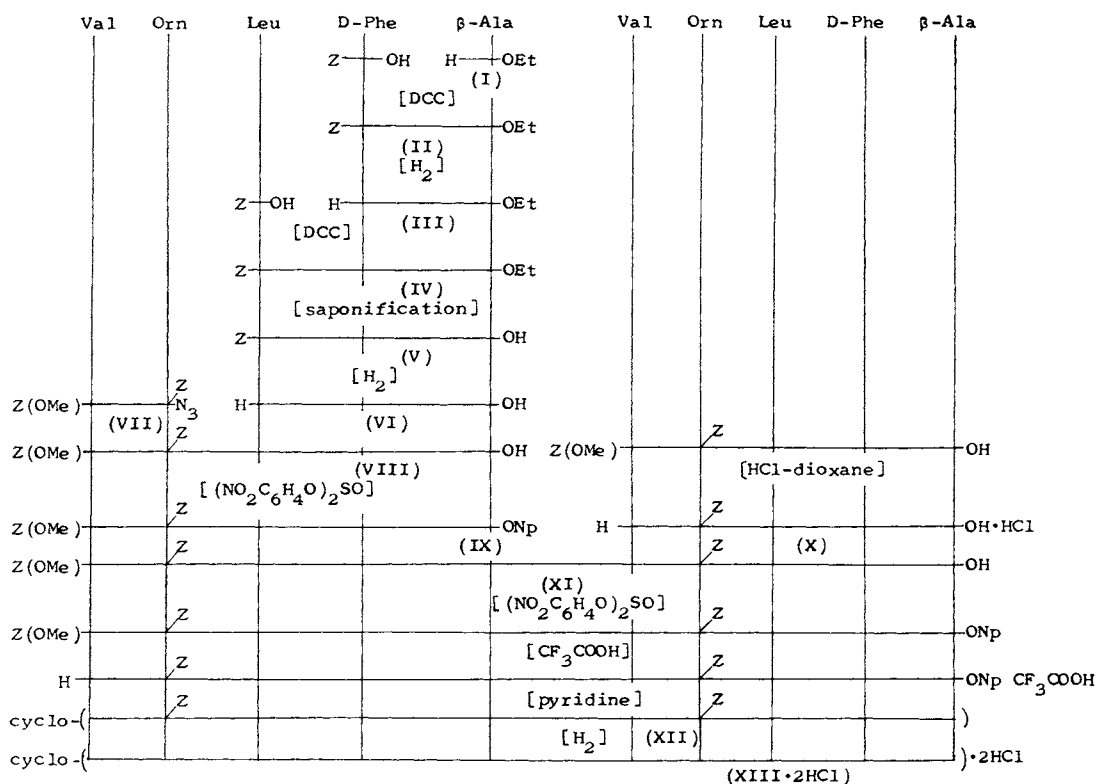 Val Orn Leu D-Phe β-Ala Val Orn Leu D-Phe β-Ala
Z OH H OEt
(I)
[DCC]
Z OEt
(II)
[H2]
Z OH H OEt
[DCC] (III)
Z OEt
(IV)
[saponification]
Z OH
(V)
[H2]
Z(OMe) Z N3 H OH
(VII) (VI)
Z(OMe) Z OH Z(OMe) Z OH
(VIII) [HCl-dioxane]
[(NO2C6H4O)2SO]
Z(OMe) Z ONp H Z OH•HCl
(IX) (X)
Z(OMe) Z Z OH
(XI)
[(NO2C6H4O)2SO]
Z(OMe) Z Z ONp
[CF3COOH]
H Z Z ONp CF3COOH
[pyridine]
cyclo-( Z Z )
[H2] (XII)
cyclo-( )•2HCl
(XIII•2HCl)